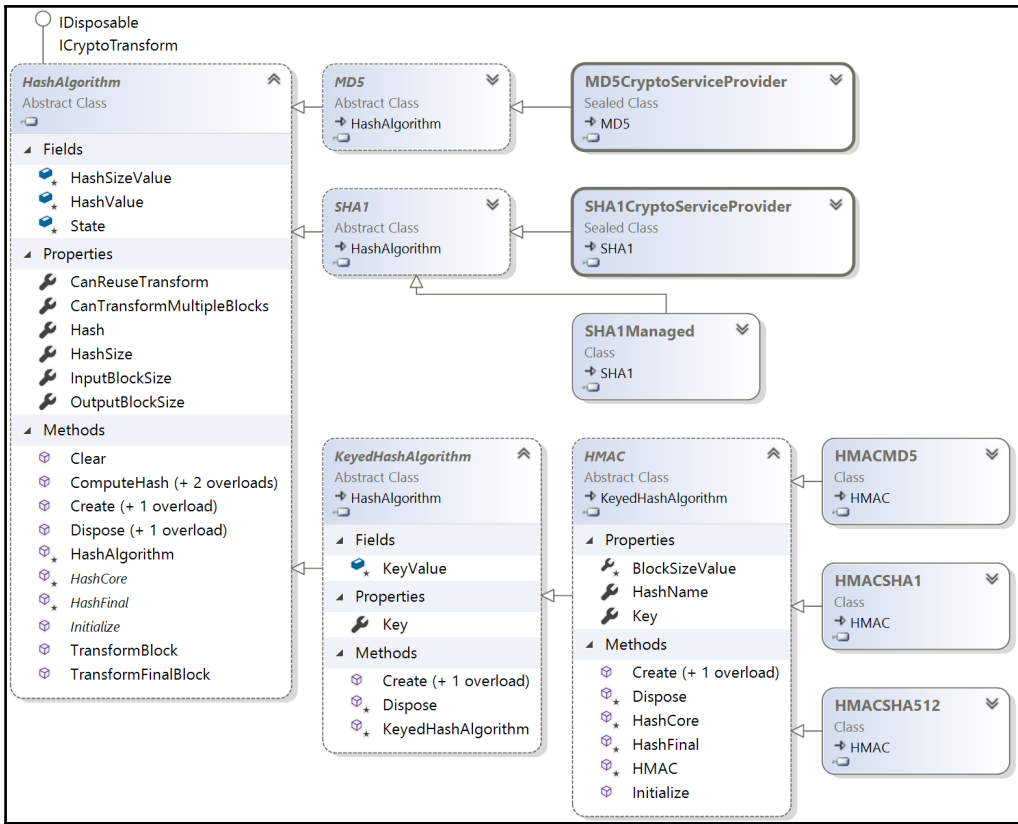 IDisposable
ICryptoTransform
HashAlgorithm
Abstract Class
Fields
HashSizeValue
HashValue
State
Properties
CanReuseTransform
CanTransformMultipleBlocks
Hash
HashSize
InputBlockSize
OutputBlockSize
Methods
Clear
ComputeHash (+ 2 overloads)
Create (+ 1 overload)
Dispose (+ 1 overload)
HashAlgorithm
HashCore
HashFinal
Initialize
TransformBlock
TransformFinalBlock
MD5
Abstract Class
HashAlgorithm
MD5CryptoServiceProvider
Sealed Class
MD5
SHA1
Abstract Class
HashAlgorithm
SHA1CryptoServiceProvider
Sealed Class
SHA1
SHA1Managed
Class
SHA1
KeyedHashAlgorithm
Abstract Class
HashAlgorithm
Fields
KeyValue
Properties
Key
Methods
Create (+ 1 overload)
Dispose
KeyedHashAlgorithm
HMAC
Abstract Class
KeyedHashAlgorithm
Properties
BlockSizeValue
HashName
Key
Methods
Create (+ 1 overload)
Dispose
HashCore
HashFinal
HMAC
Initialize
HMACMD5
Class
HMAC
HMACSHA1
Class
HMAC
HMACSHA512
Class
HMAC